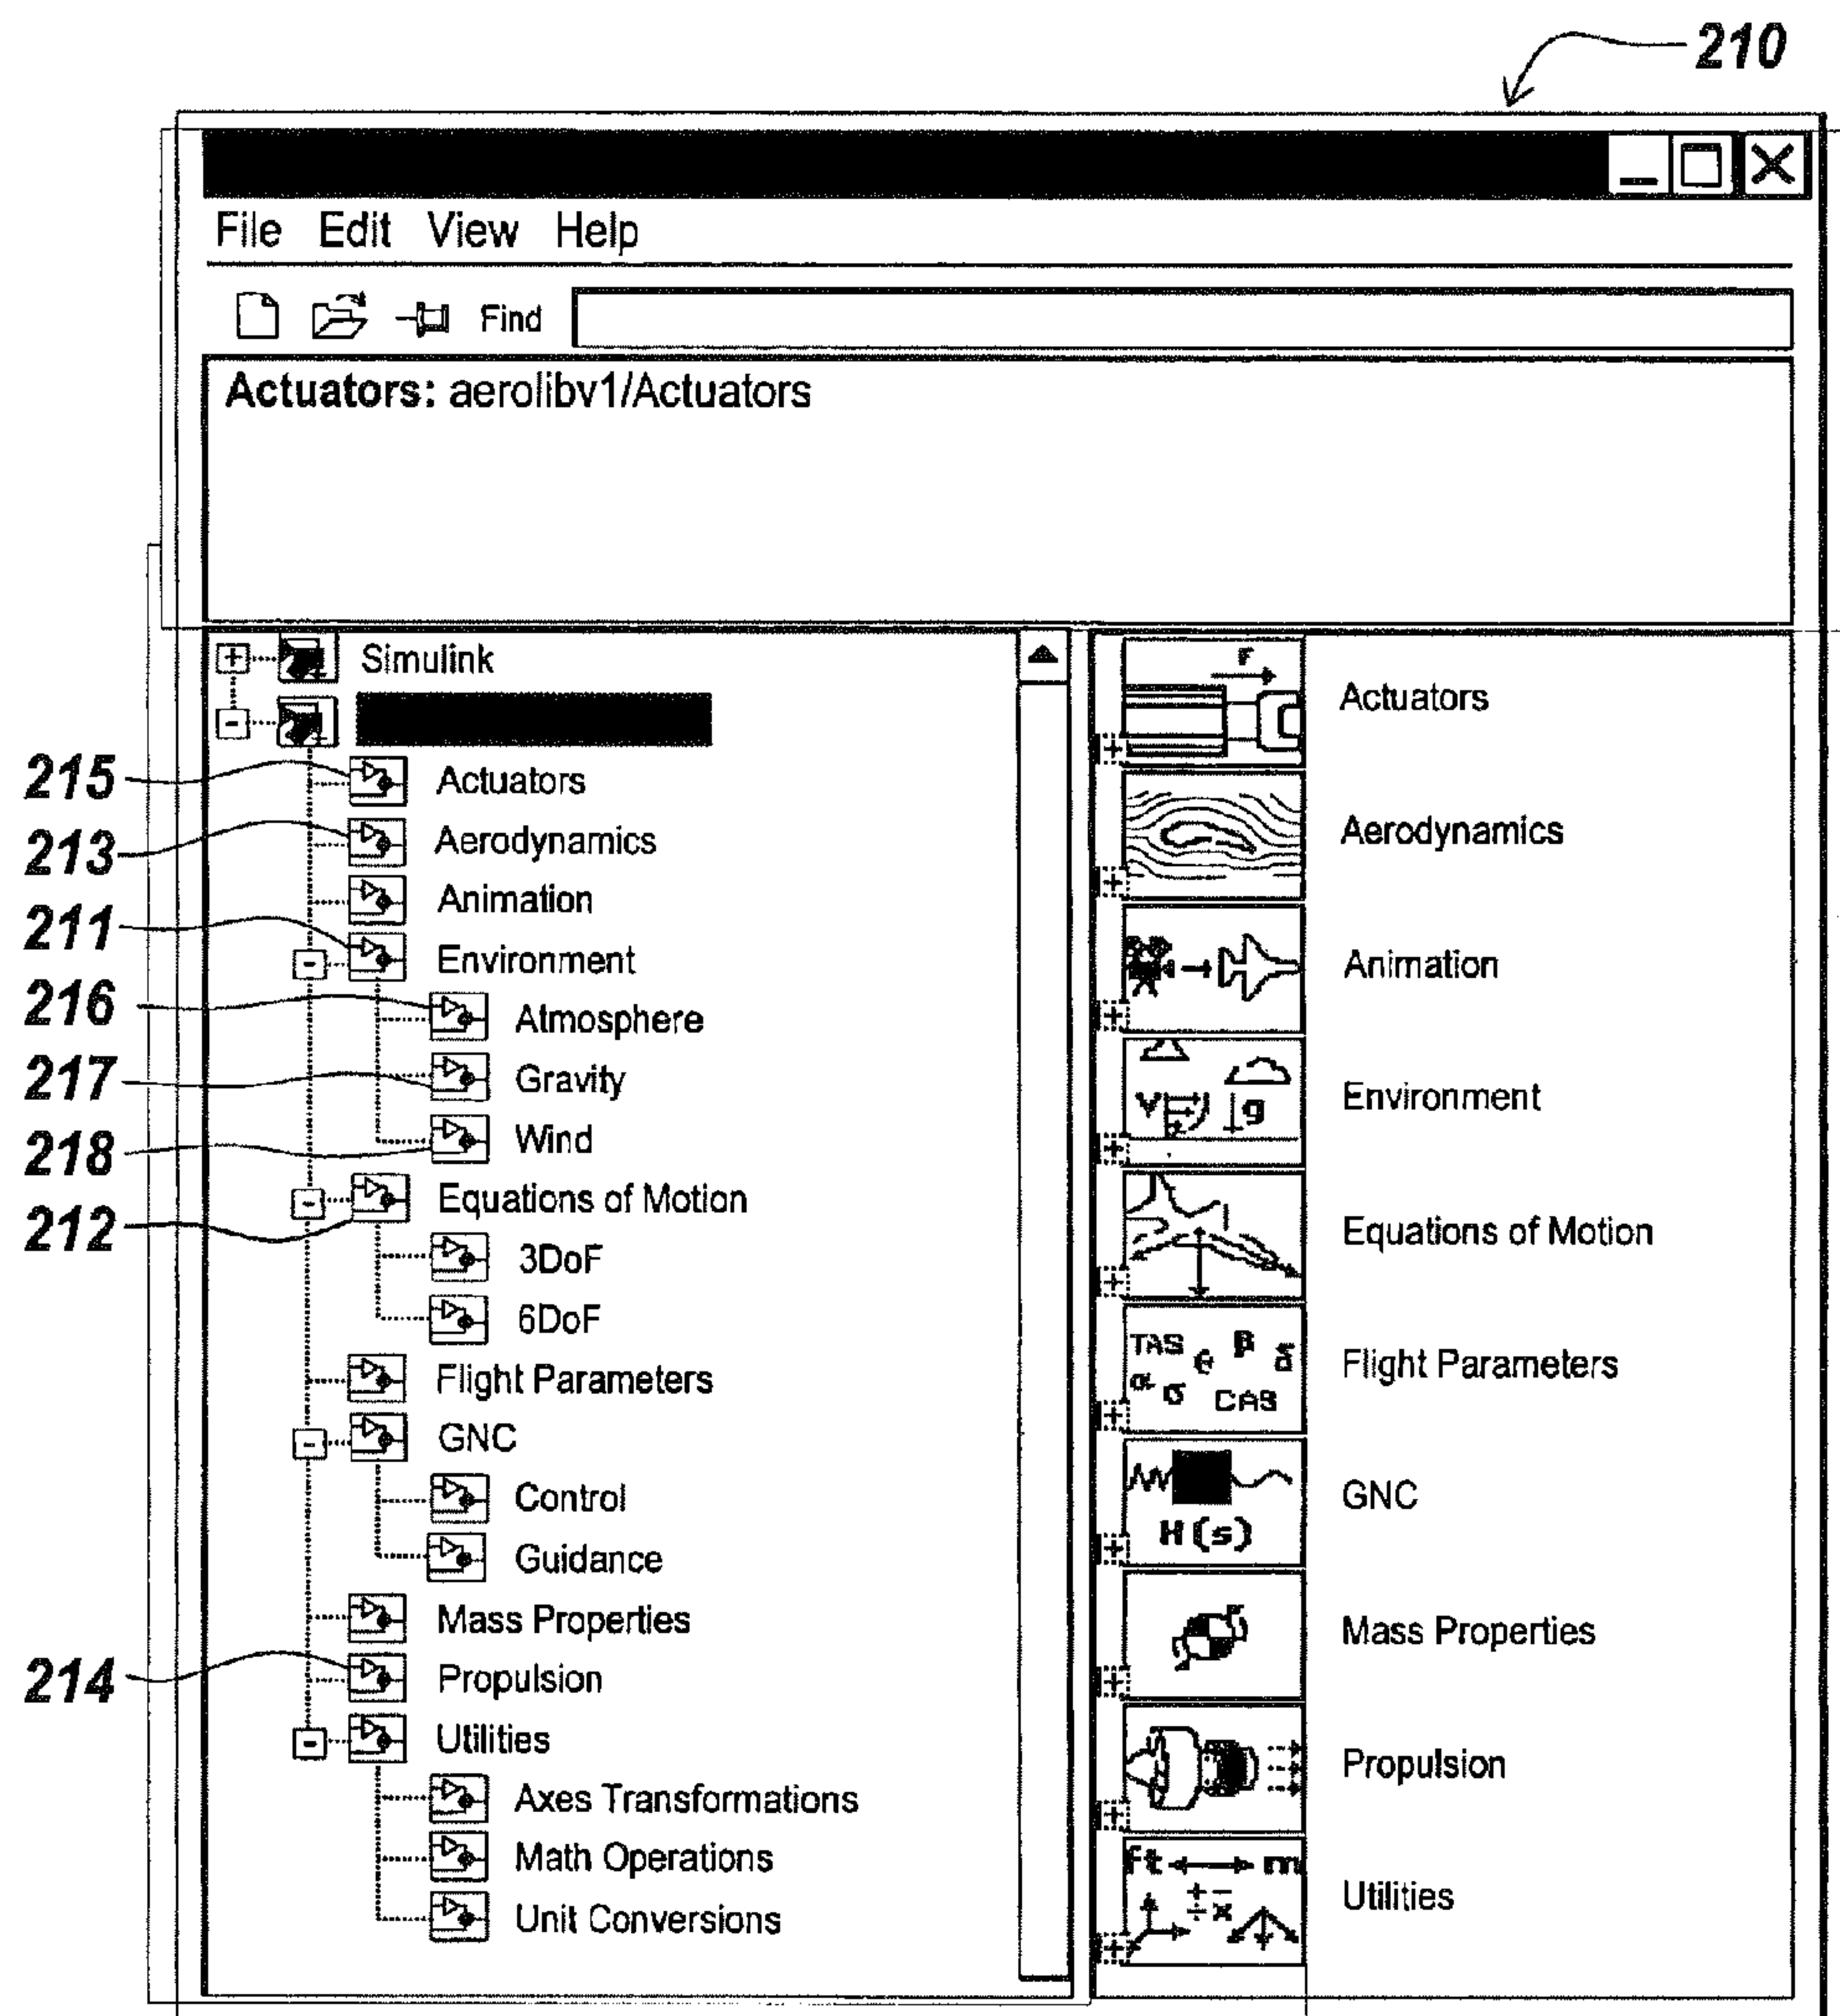 210
File Edit View Help
Find
Actuators: aerolibv1/Actuators
Simulink
215 Actuators
213 Aerodynamics
Animation
211 Environment
216 Atmosphere
217 Gravity
218 Wind
212 Equations of Motion
3DoF
6DoF
Flight Parameters
GNC
Control
Guidance
Mass Properties
214 Propulsion
Utilities
Axes Transformations
Math Operations
Unit Conversions
F
Actuators
Aerodynamics
Animation
V g
Environment
Equations of Motion
TAS
CAS
Flight Parameters
GNC
H(s)
Mass Properties
Propulsion
ft m
Utilities